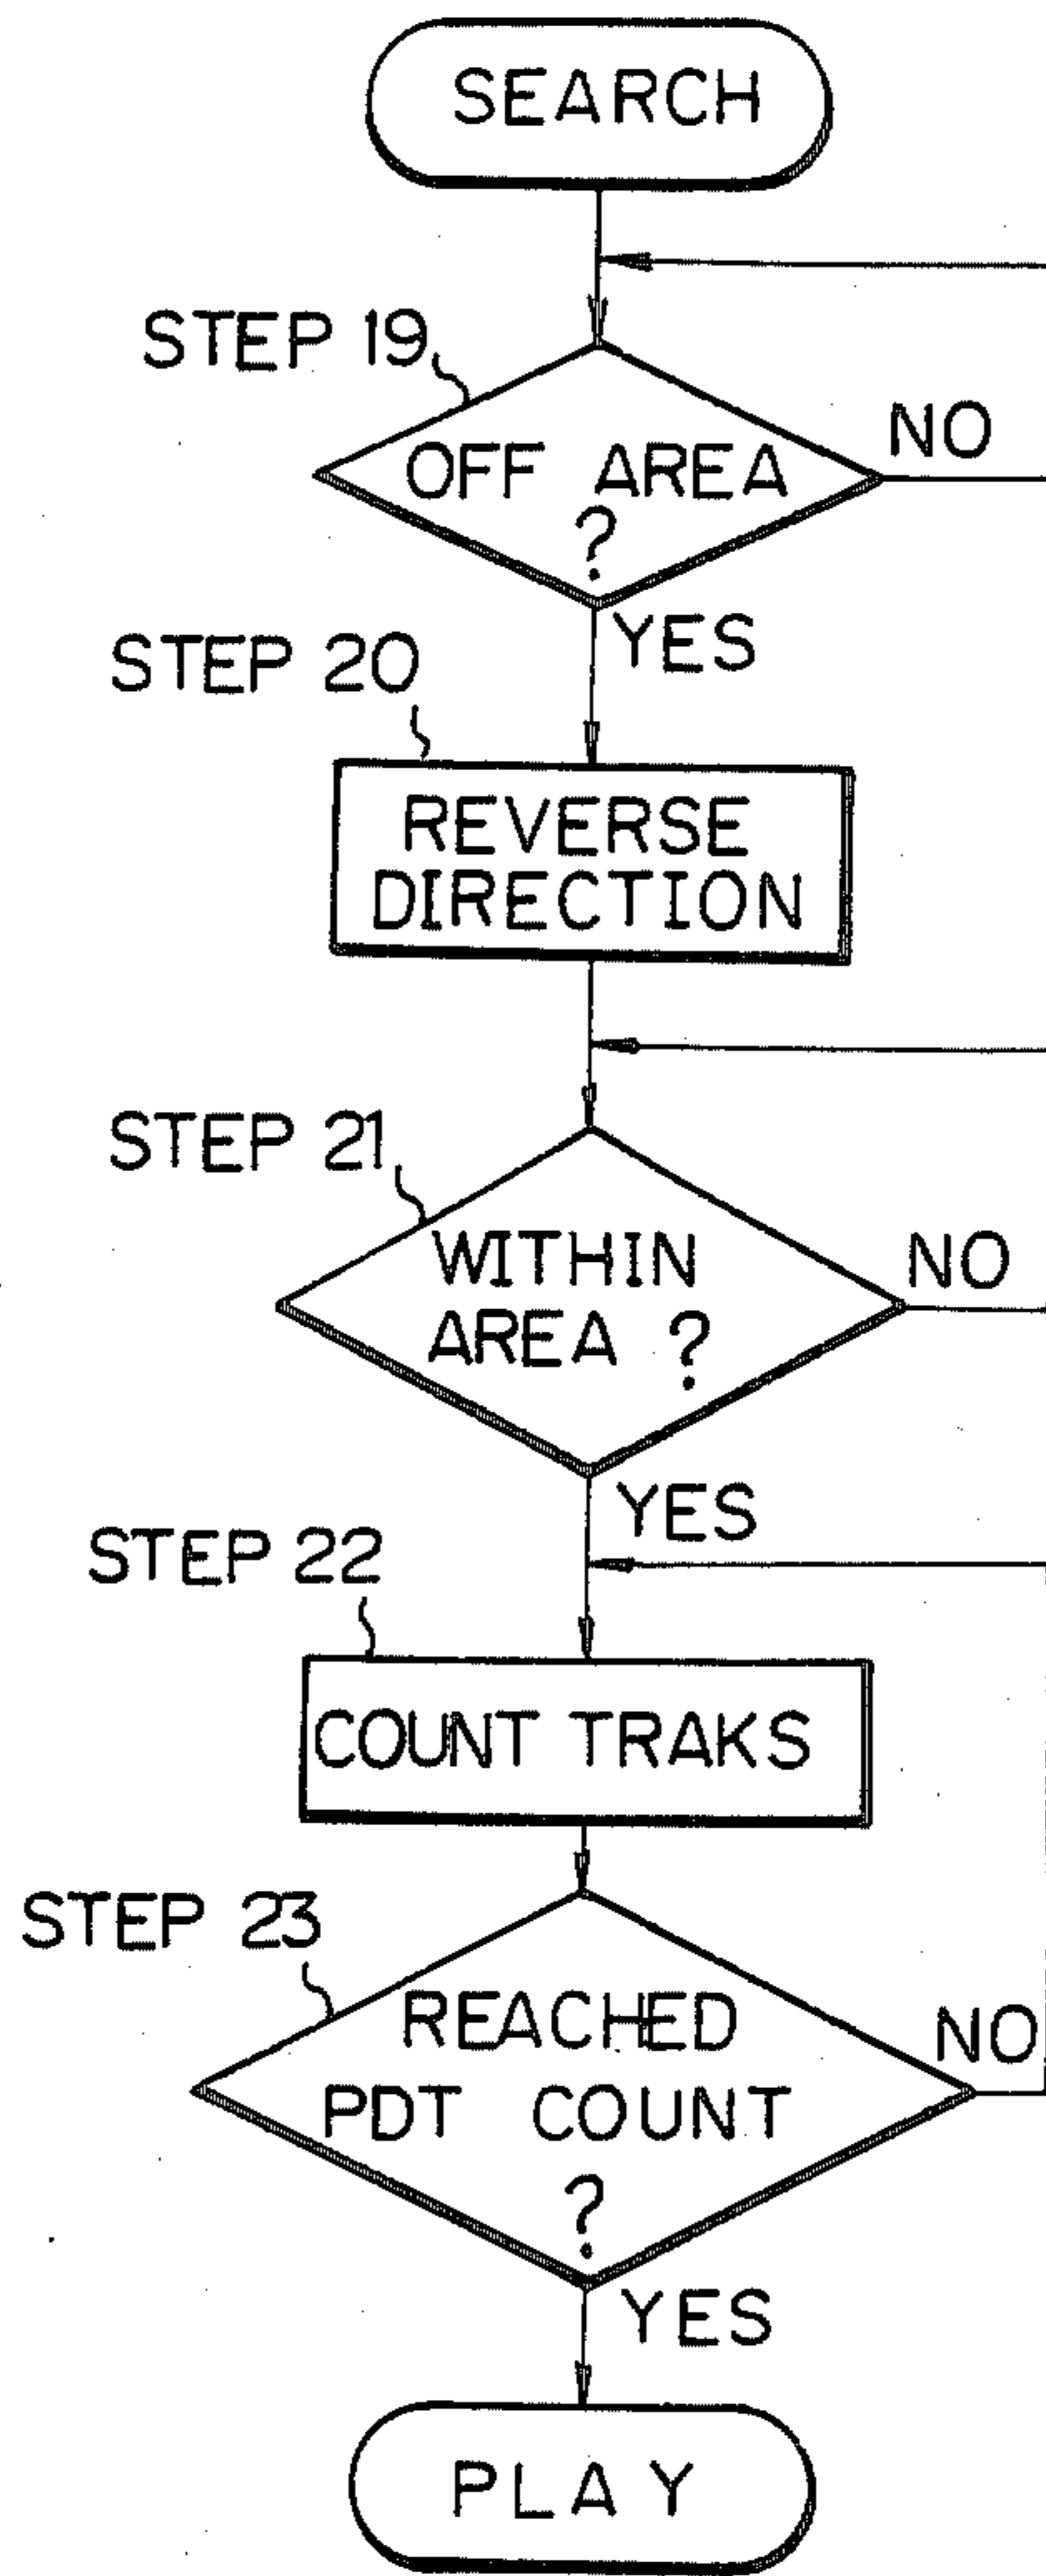 SEARCH
STEP 19
OFF AREA
?
NO
YES
STEP 20
REVERSE
DIRECTION
STEP 21
WITHIN
AREA ?
NO
YES
STEP 22
COUNT TRAKS
STEP 23
REACHED
PDT COUNT
?
NO
YES
PLAY